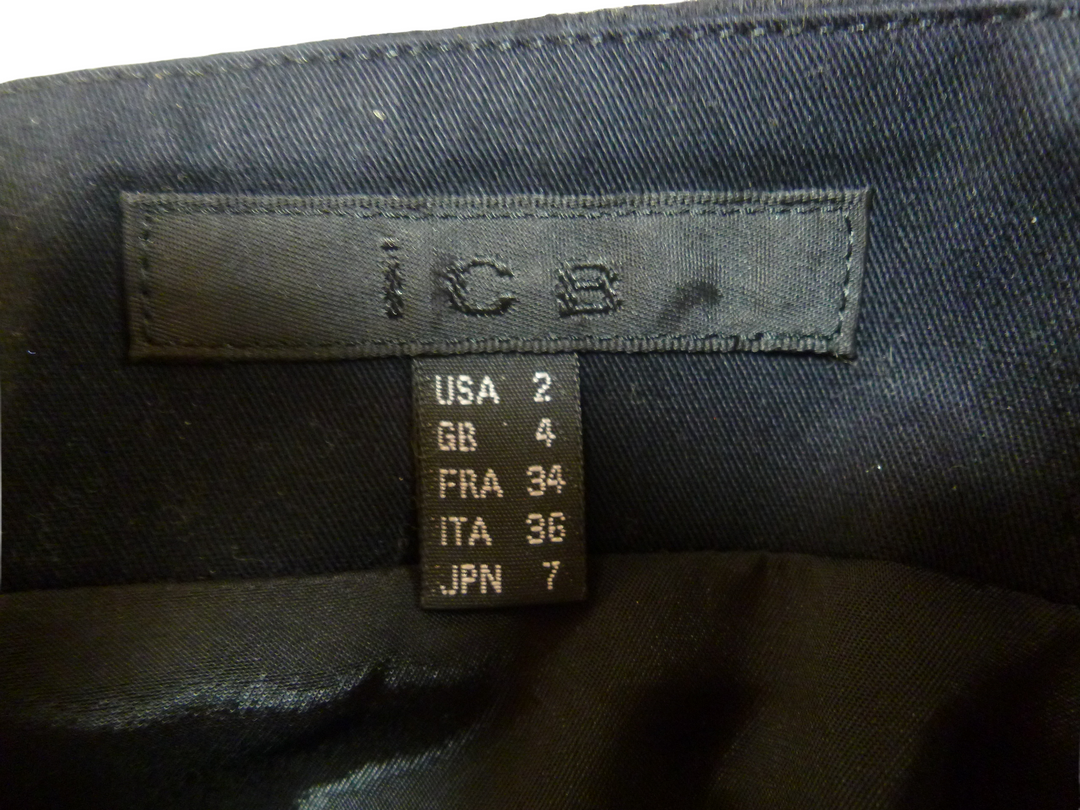 iCB
USA 2
GB 4
FRA 34
ITA 36
JPN 7